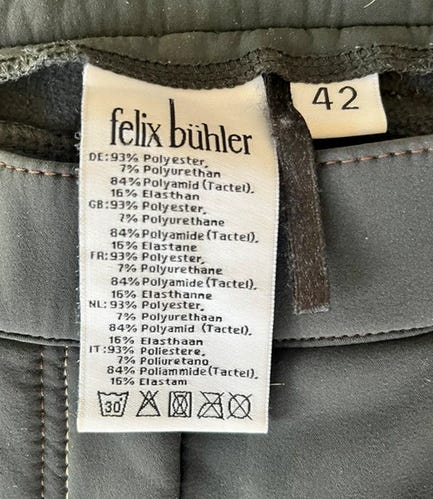 felix bühler
42
DE:93% Polyester,
7% Polyurethan
84% Polyamid (Tactel),
16% Elasthan
GB:93% Polyester,
7% Polyurethane
84% Polyamide (Tactel),
16% Elastane
FR:93% Polyester,
7% Polyurethane
84% Polyamide (Tactel),
16% Elasthanne
NL:93% Polyester,
7% Polyurethaan
84% Polyamid (Tactel),
16% Elasthaan
IT:93% Poliestere,
7% Poliuretano
84% Poliammide (Tactel),
16% Elastam
30°